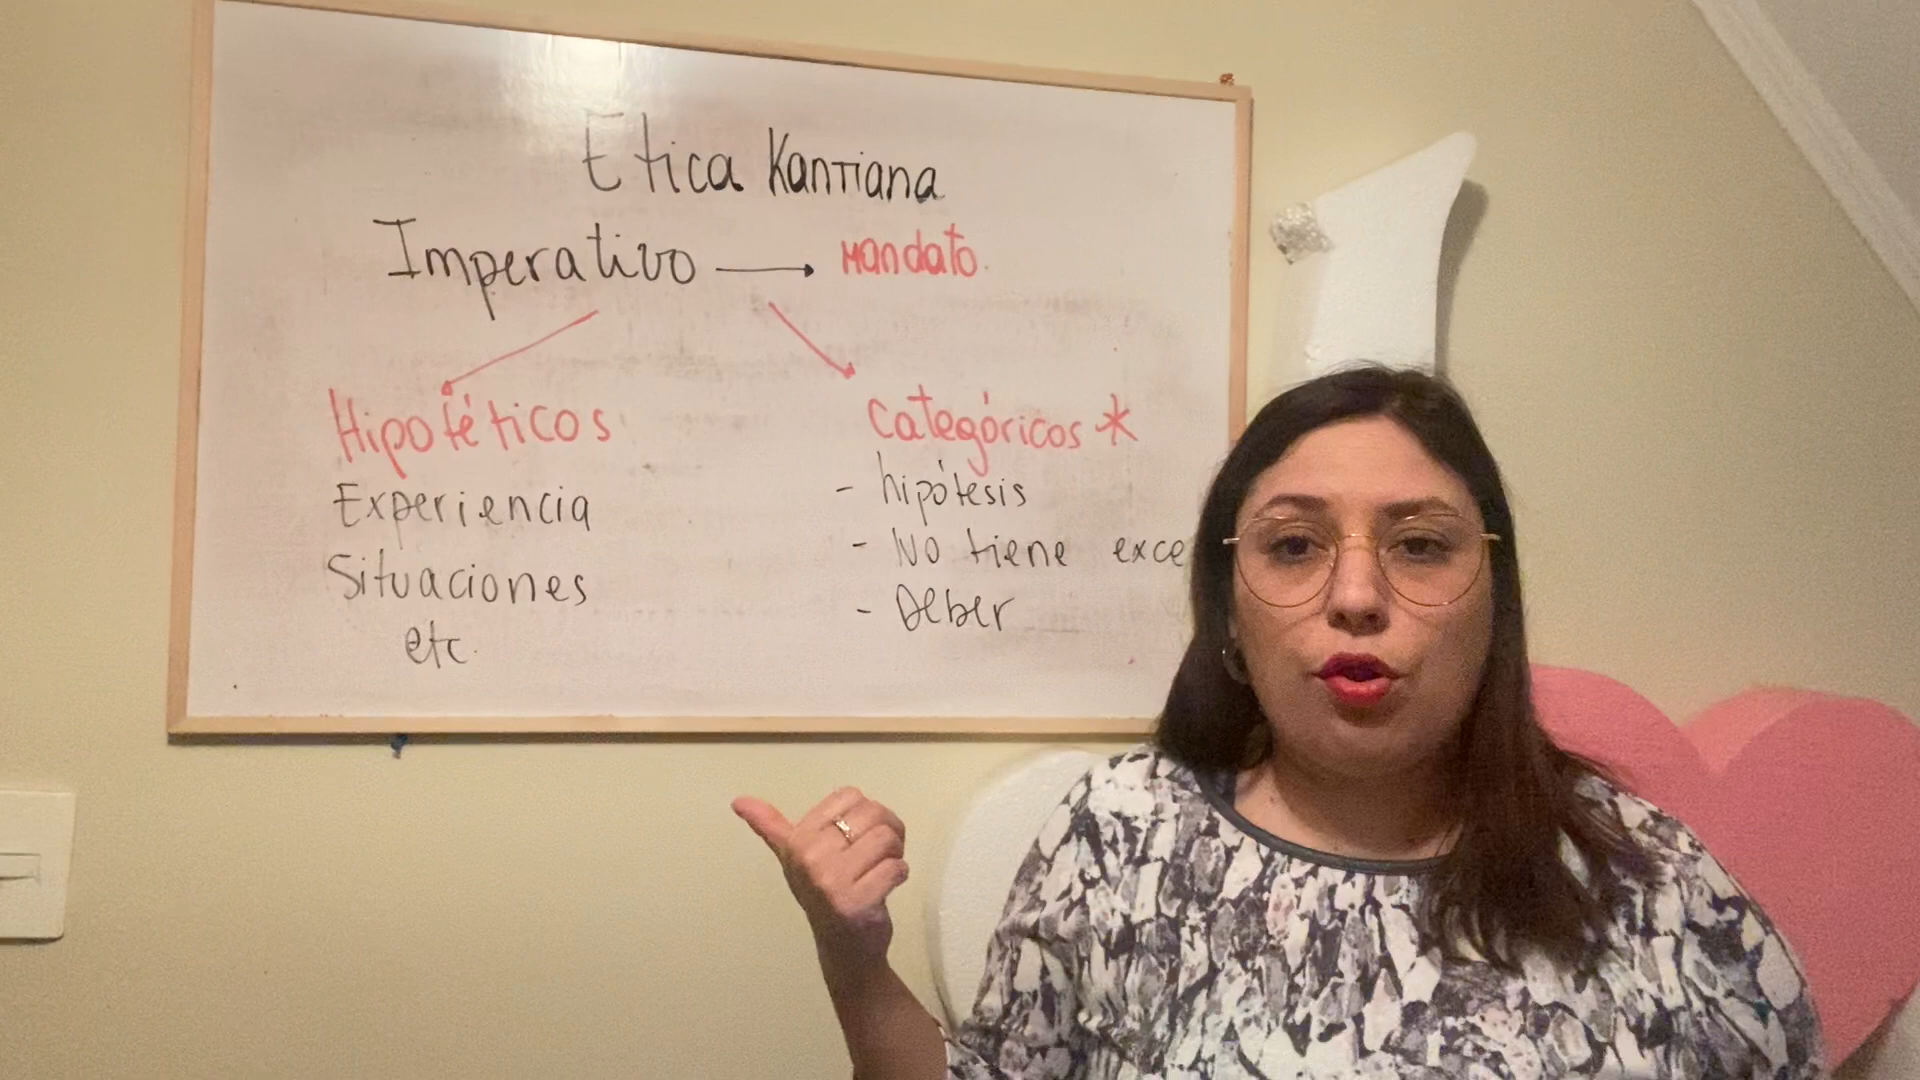 Etica Kantiana
Imperativo → Mandato.
Hipotéticos
Experiencia
Situaciones
etc.
Categóricos *
- hipótesis
- No tiene exce
- Deber